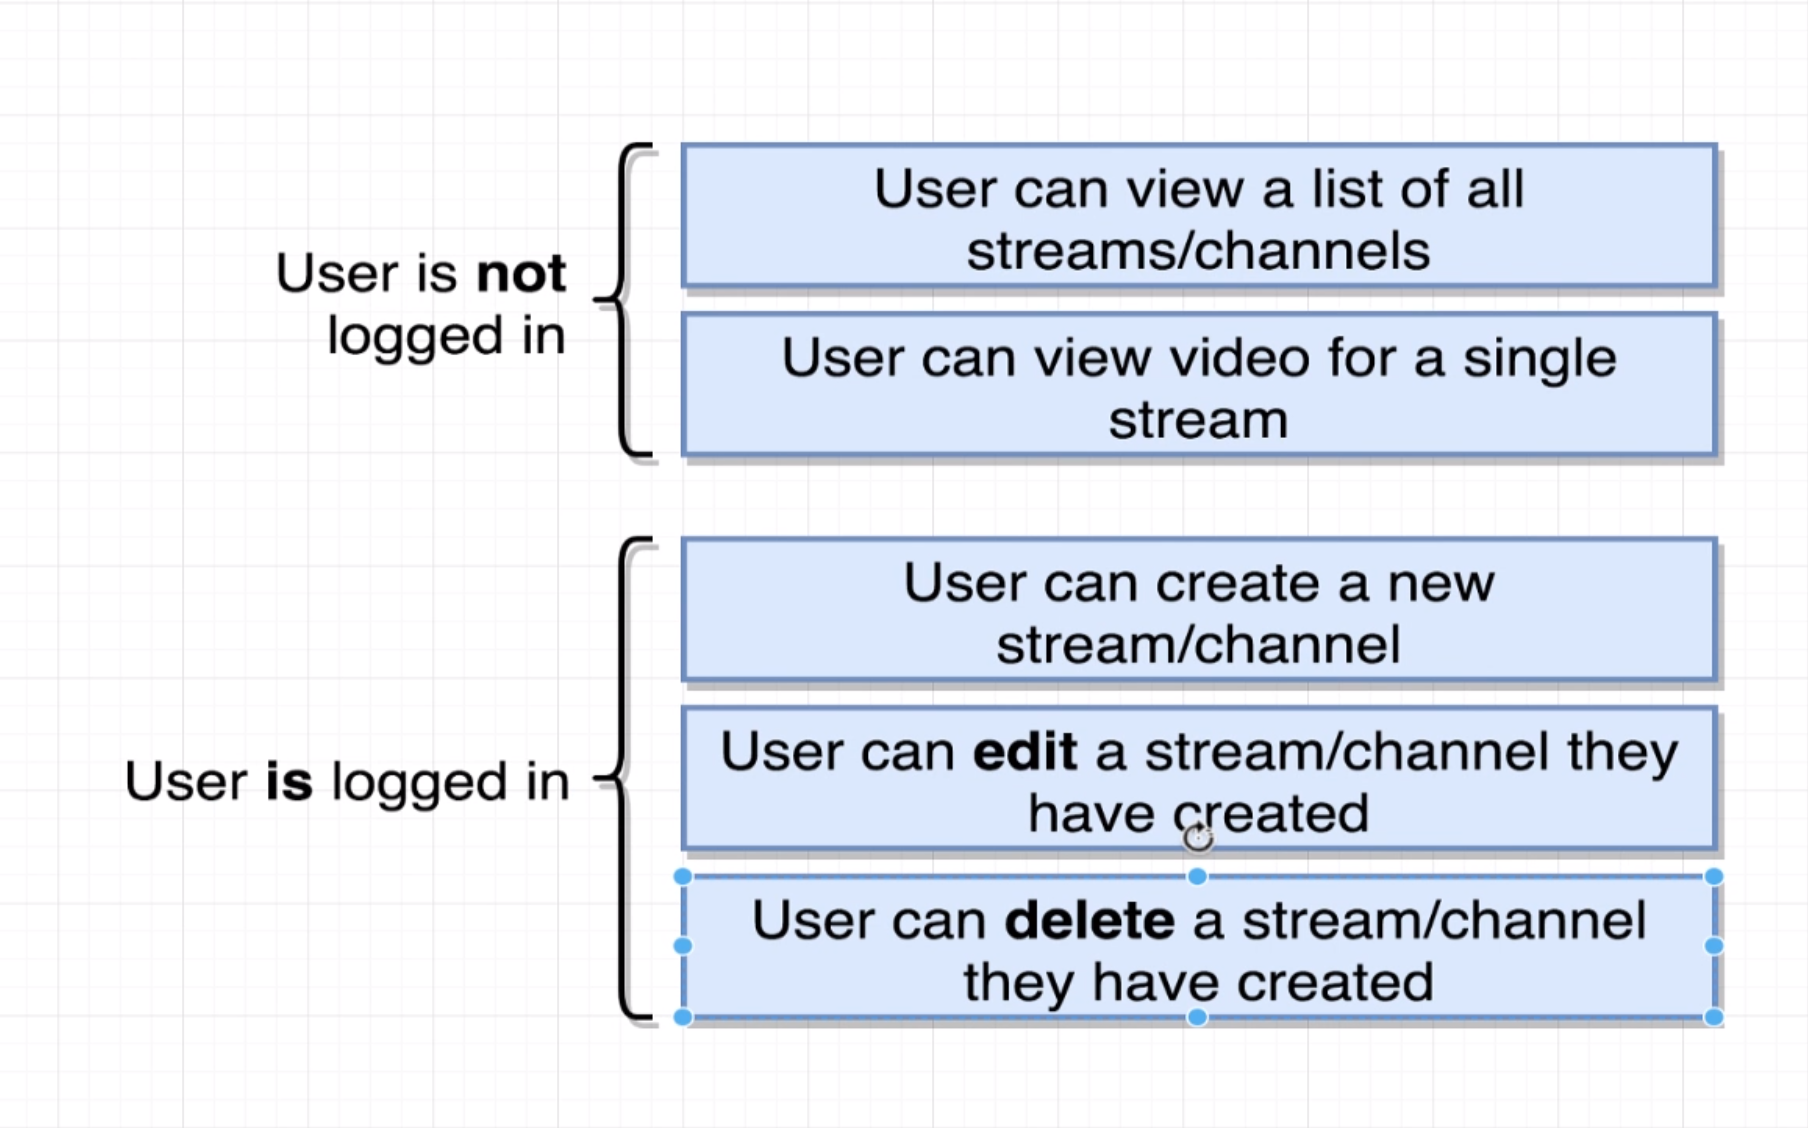 User is not
logged in
User can view a list of all
streams/channels
User can view video for a single
stream
User is logged in
User can create a new
stream/channel
User can edit a stream/channel they
have created
User can delete a stream/channel
they have created